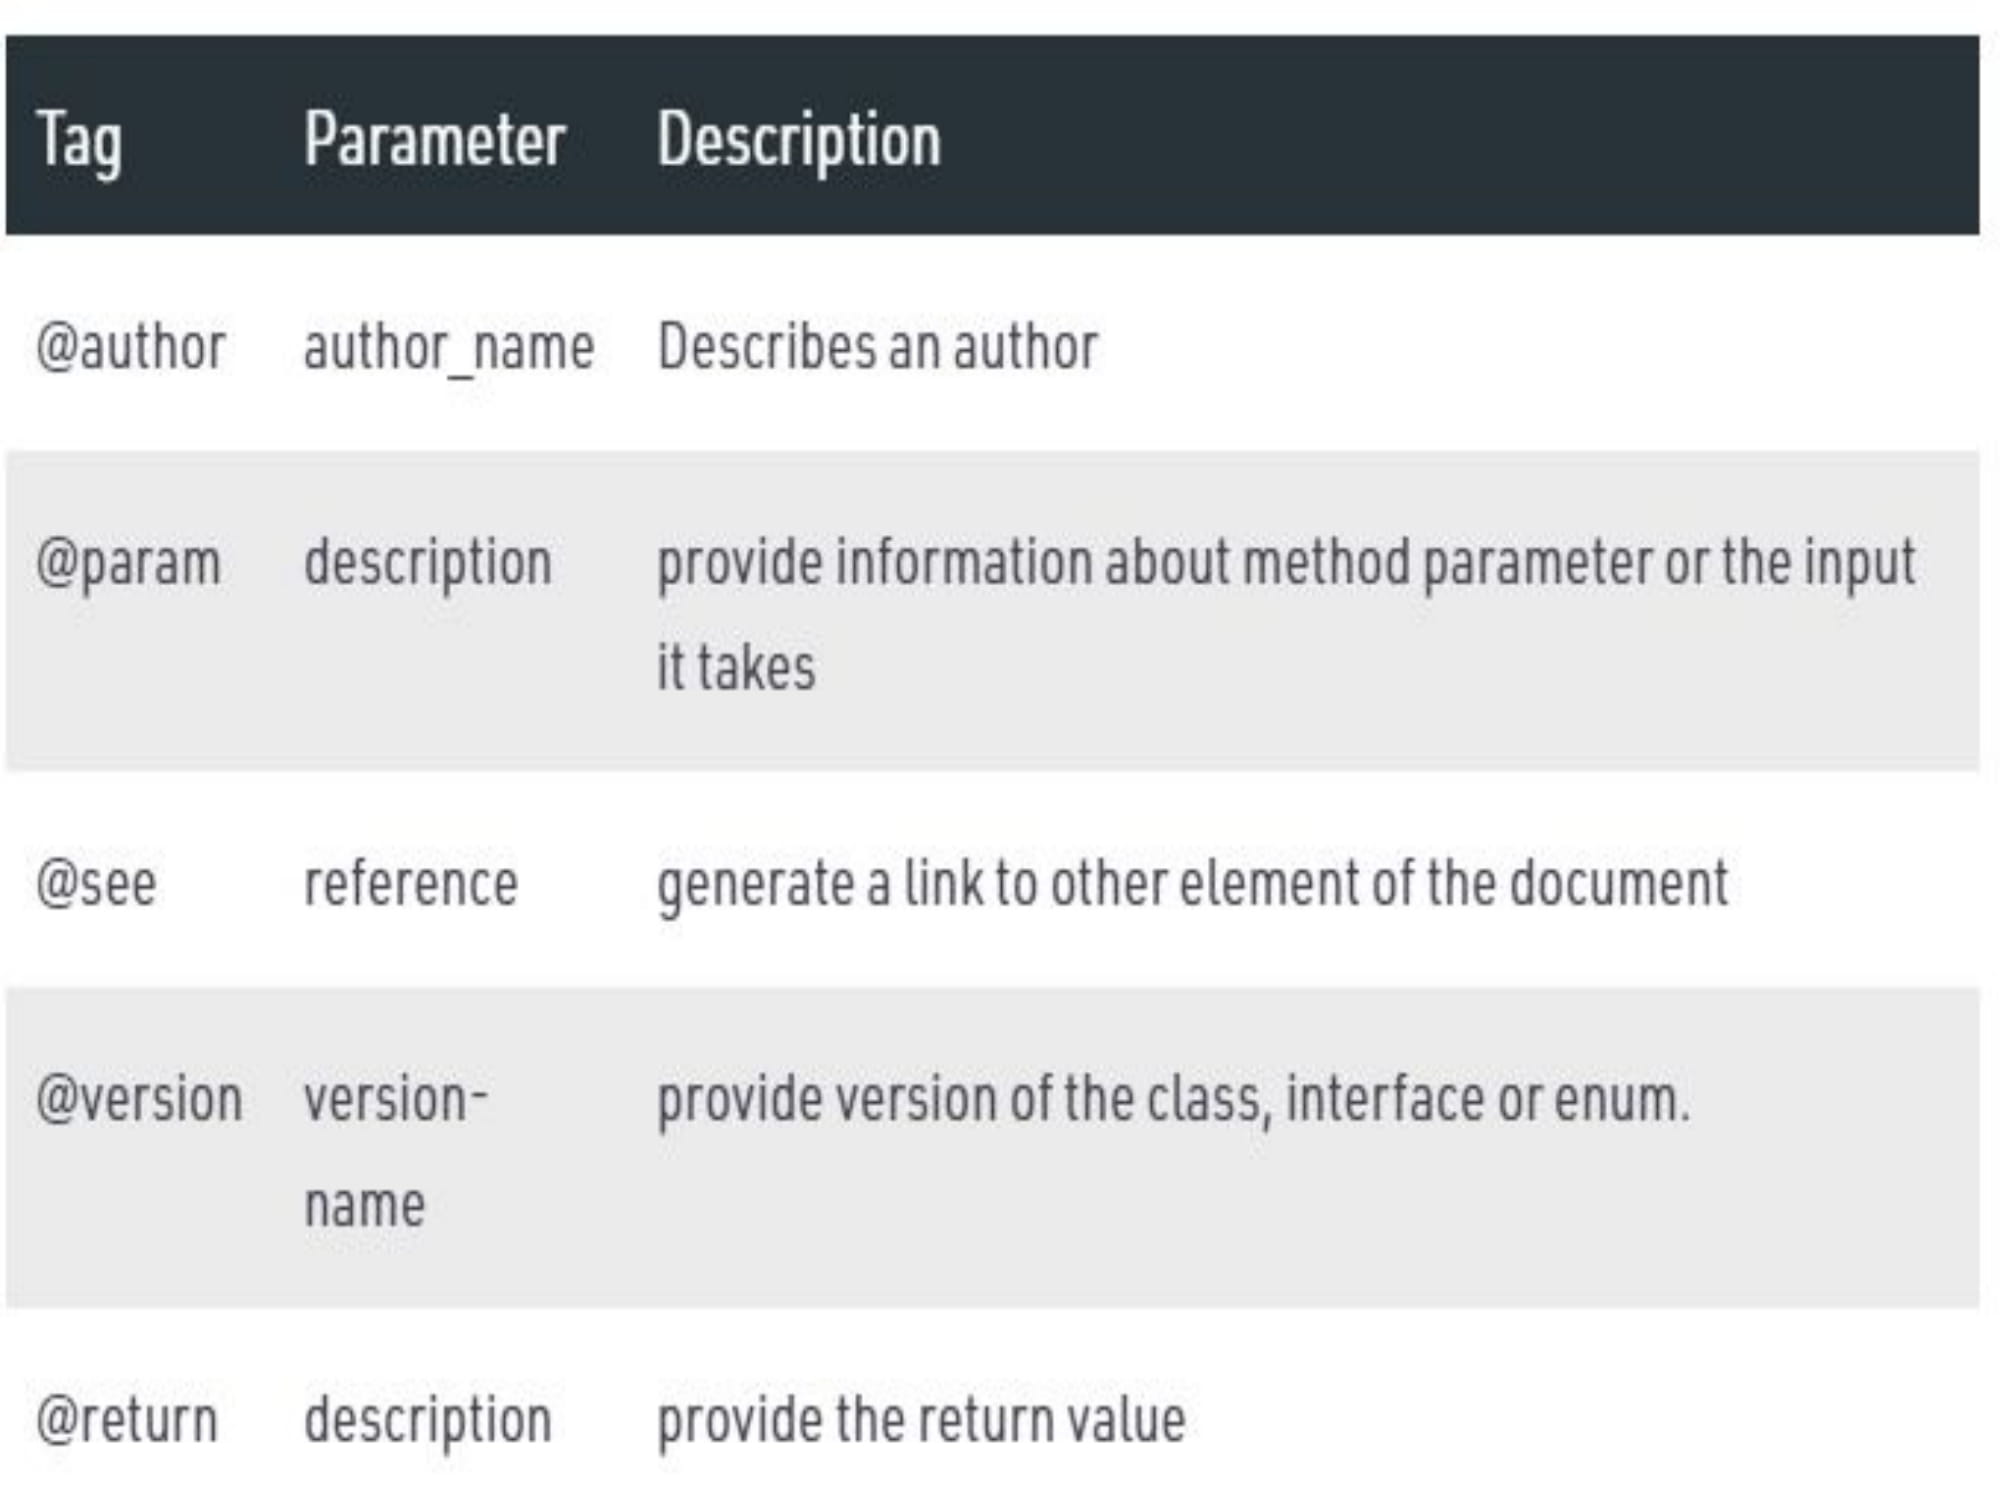 Tag Parameter Description
@author author_name Describes an author
@param description provide information about method parameter or the input
it takes
@see reference generate a link to other element of the document
@version version- provide version of the class, interface or enum.
name
@return description provide the return value